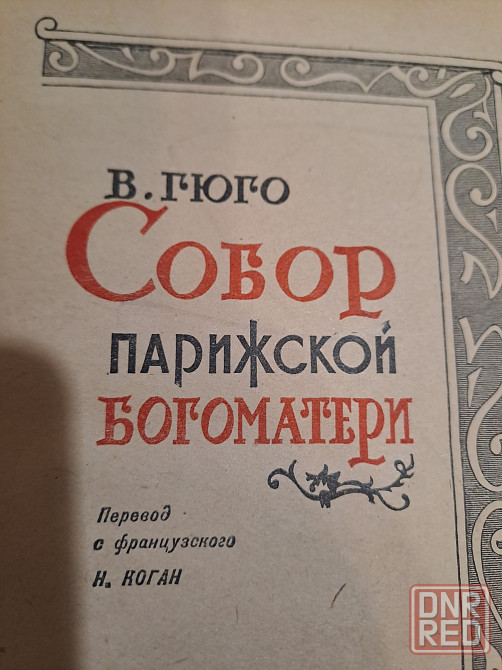 В. ГЮГО
СОБОР
ПАРИЖСКОЙ
БОГОМАТЕРИ
Перевод
с французского
Н. КОГАН
DNR
RED